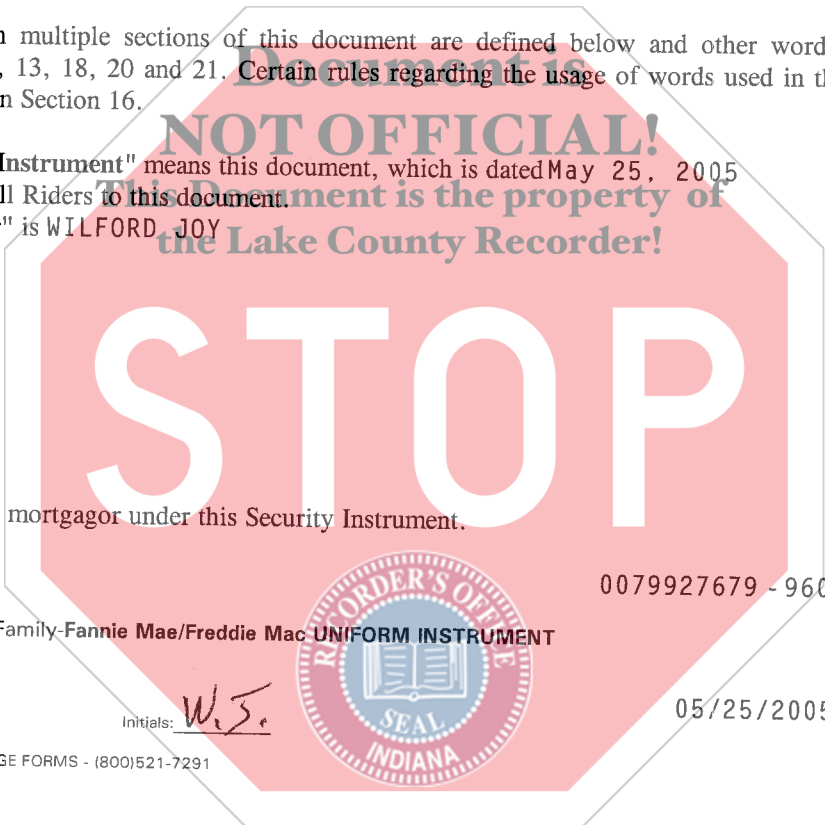 multiple sections of this document are defined below and other word
, 13, 18, 20 and 21. Certain rules regarding the usage of words used in th
n Section 16.
Document is
NOT OFFICIAL!
Instrument" means this document, which is dated May 25, 2005
ll Riders to this document.
This Document is the property of
" is WILFORD JOY
the Lake County Recorder!
STOP
mortgagor under this Security Instrument.
0079927679 - 960
Family-Fannie Mae/Freddie Mac UNIFORM INSTRUMENT
RECORDER'S OFFICE
SEAL
INDIANA
Initials: W.J.
05/25/2005
GE FORMS - (800)521-7291